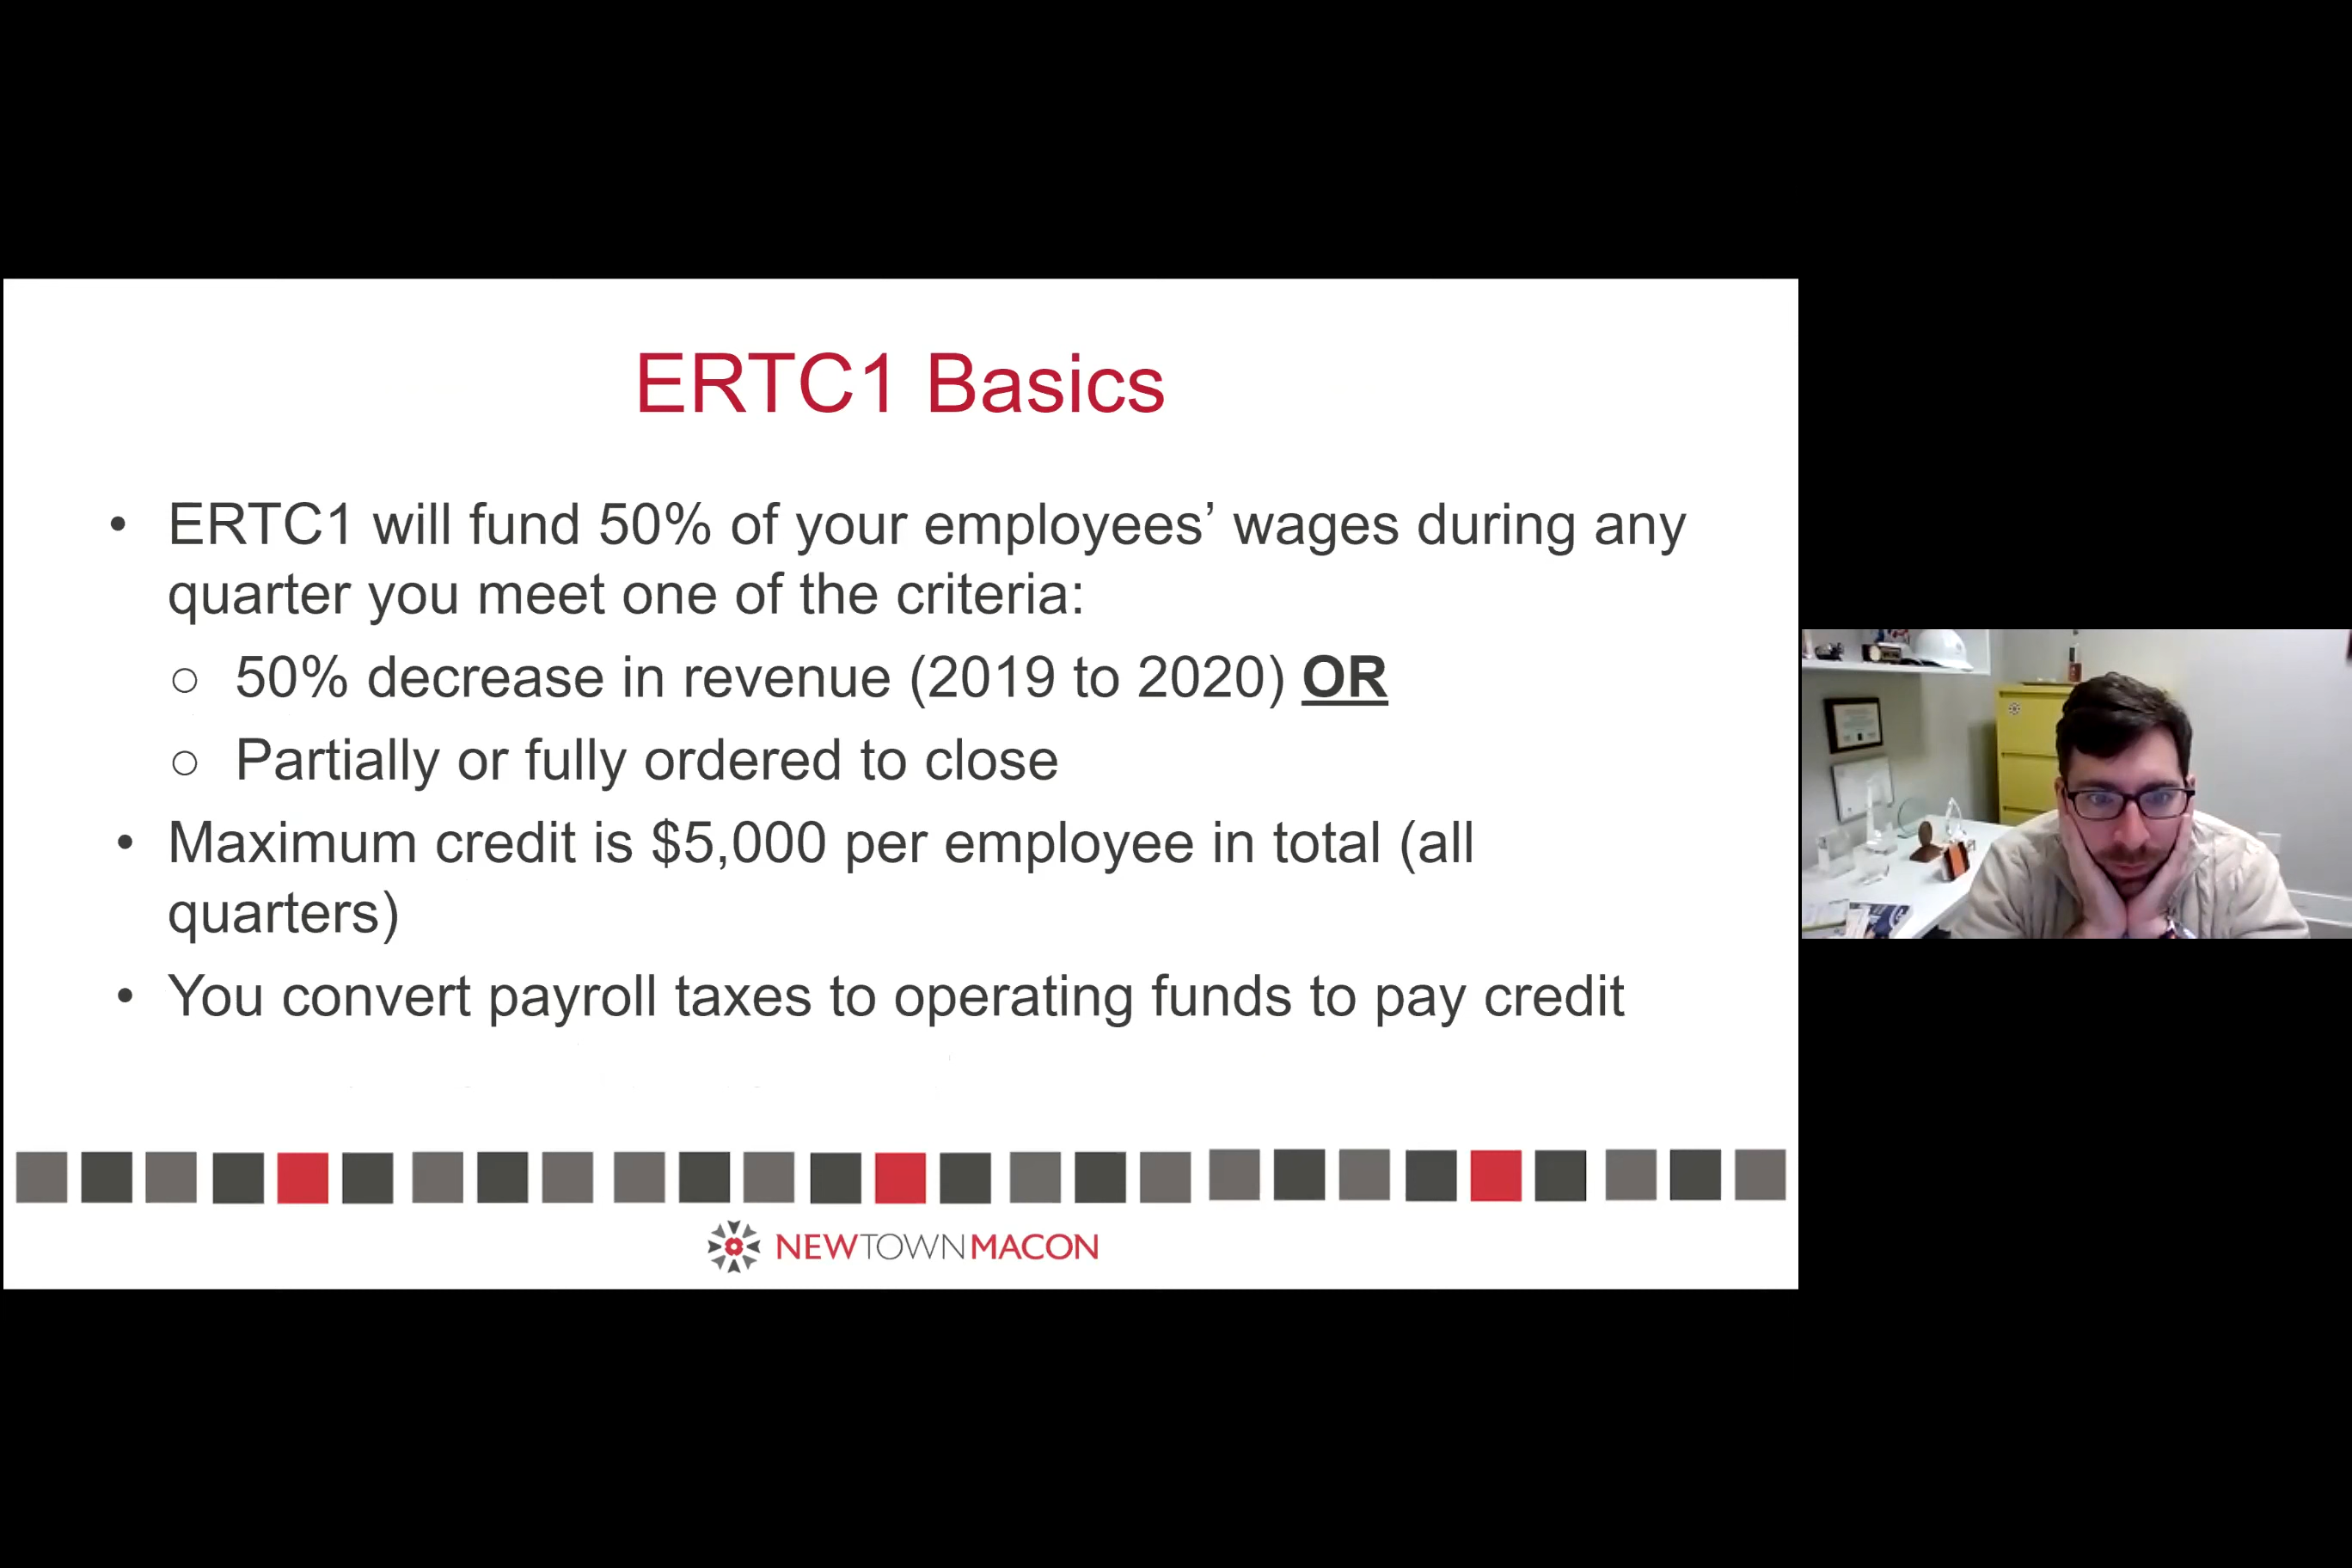 ERTC1 Basics
• ERTC1 will fund 50% of your employees’ wages during any
quarter you meet one of the criteria:
○ 50% decrease in revenue (2019 to 2020) OR
○ Partially or fully ordered to close
• Maximum credit is $5,000 per employee in total (all
quarters)
• You convert payroll taxes to operating funds to pay credit
NEWTOWNMACON